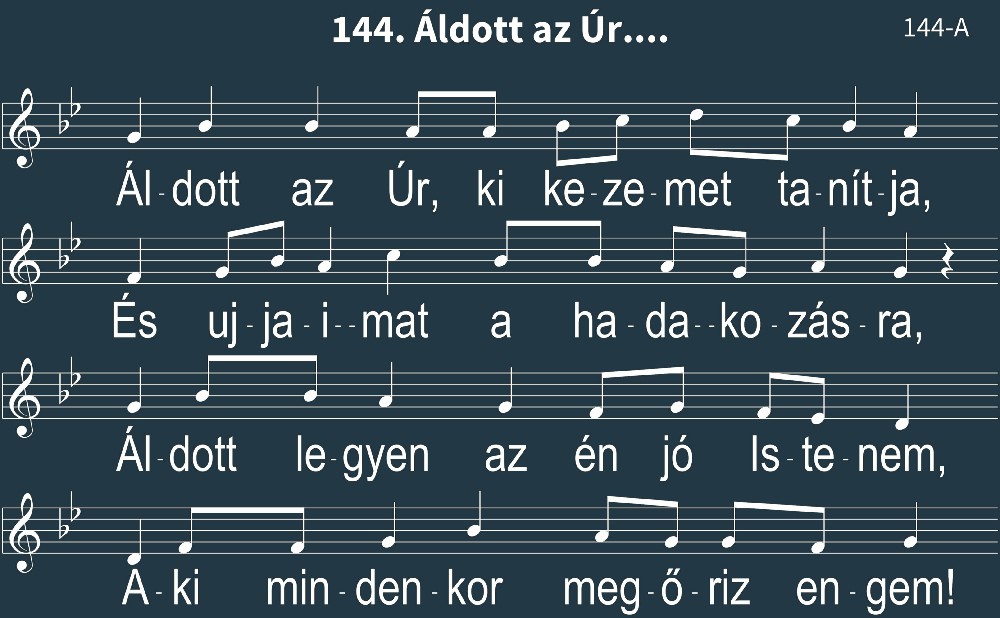 144. Áldott az Úr....
144-A
Ál-dott az Úr, ki ke-ze-met ta-nít-ja,
És uj-ja-i--mat a ha-da--ko-zás-ra,
Ál-dott le-gyen az én jó Is-te-nem,
A-ki min-den-kor meg-ő-riz en-gem!